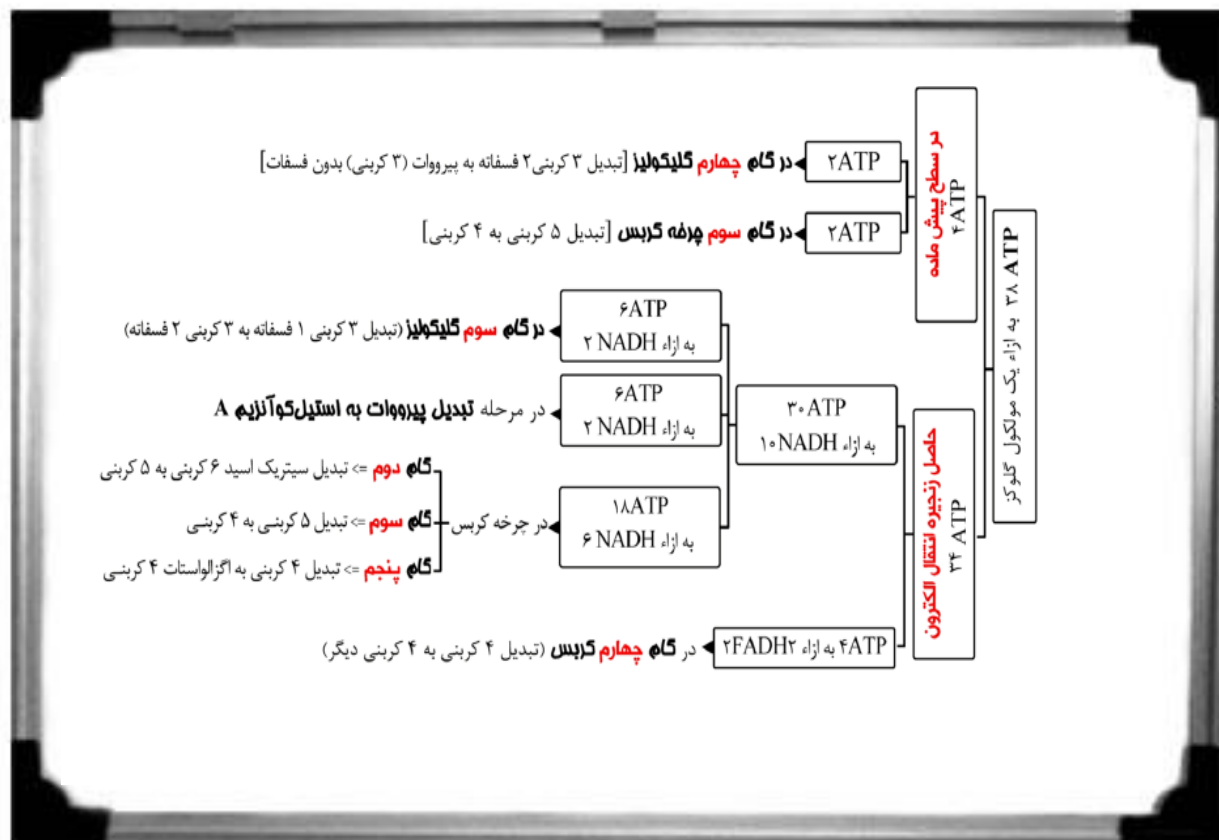 ۳۸ ATP به ازاء یک مولکول گلوکز
در سطح پیش ماده
۴ATP
۲ATP
در گام چهارم گلیکولیز [تبدیل ۳ کربنی۲ فسفاته به پیرووات (۳ کربنی) بدون فسفات]
۲ATP
در گام سوم چرخه کربس [تبدیل ۵ کربنی به ۴ کربنی]
حاصل زنجیره انتقال الکترون
۳۴ ATP
۳۰ATP
به ازاء ۱۰NADH
۶ATP
به ازاء ۲ NADH
در گام سوم گلیکولیز (تبدیل ۳ کربنی ۱ فسفاته به ۳ کربنی ۲ فسفاته)
۶ATP
به ازاء ۲ NADH
در مرحله تبدیل پیرووات به استیل‌کوآنزیم A
۱۸ATP
به ازاء ۶ NADH
در چرخه کربس
گام دوم => تبدیل سیتریک اسید ۶ کربنی به ۵ کربنی
گام سوم => تبدیل ۵ کربنی به ۴ کربنی
گام پنجم => تبدیل ۴ کربنی به اگزالواستات ۴ کربنی
۴ATP به ازاء ۲FADH۲
در گام چهارم کربس (تبدیل ۴ کربنی به ۴ کربنی دیگر)